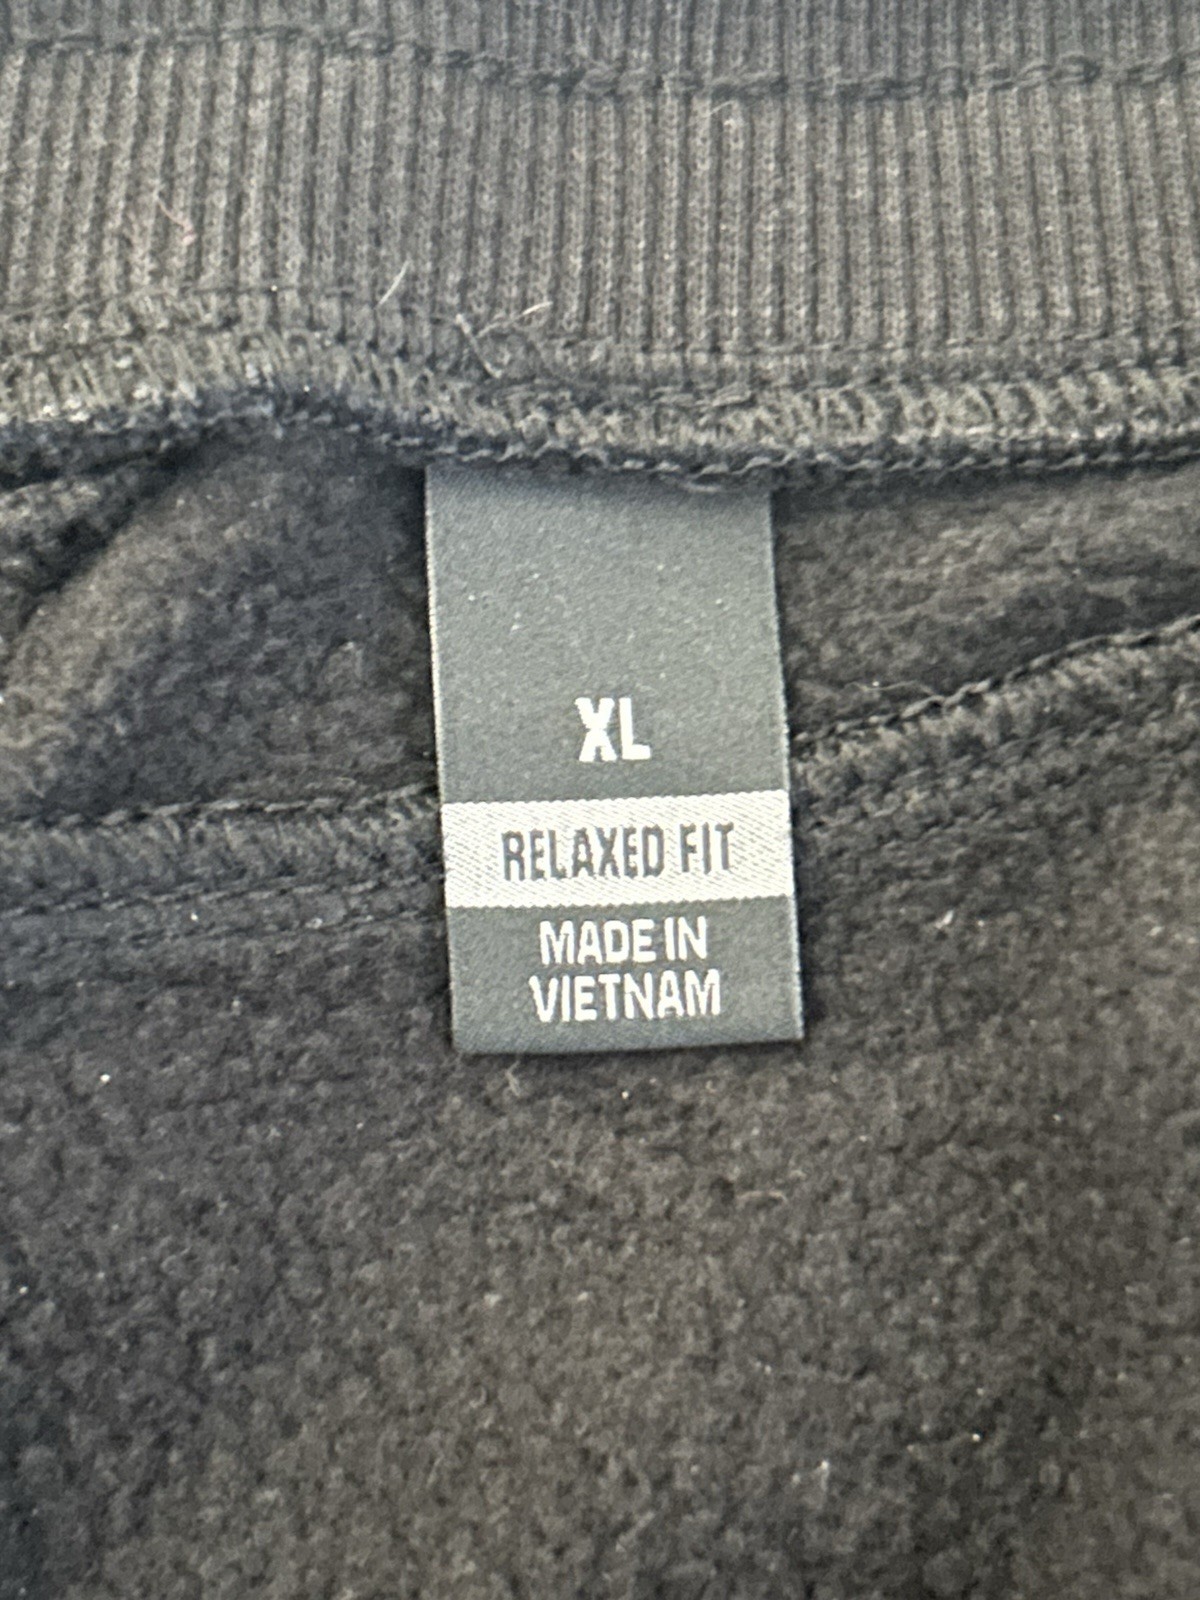 XL
RELAXED FIT
MADE IN
VIETNAM